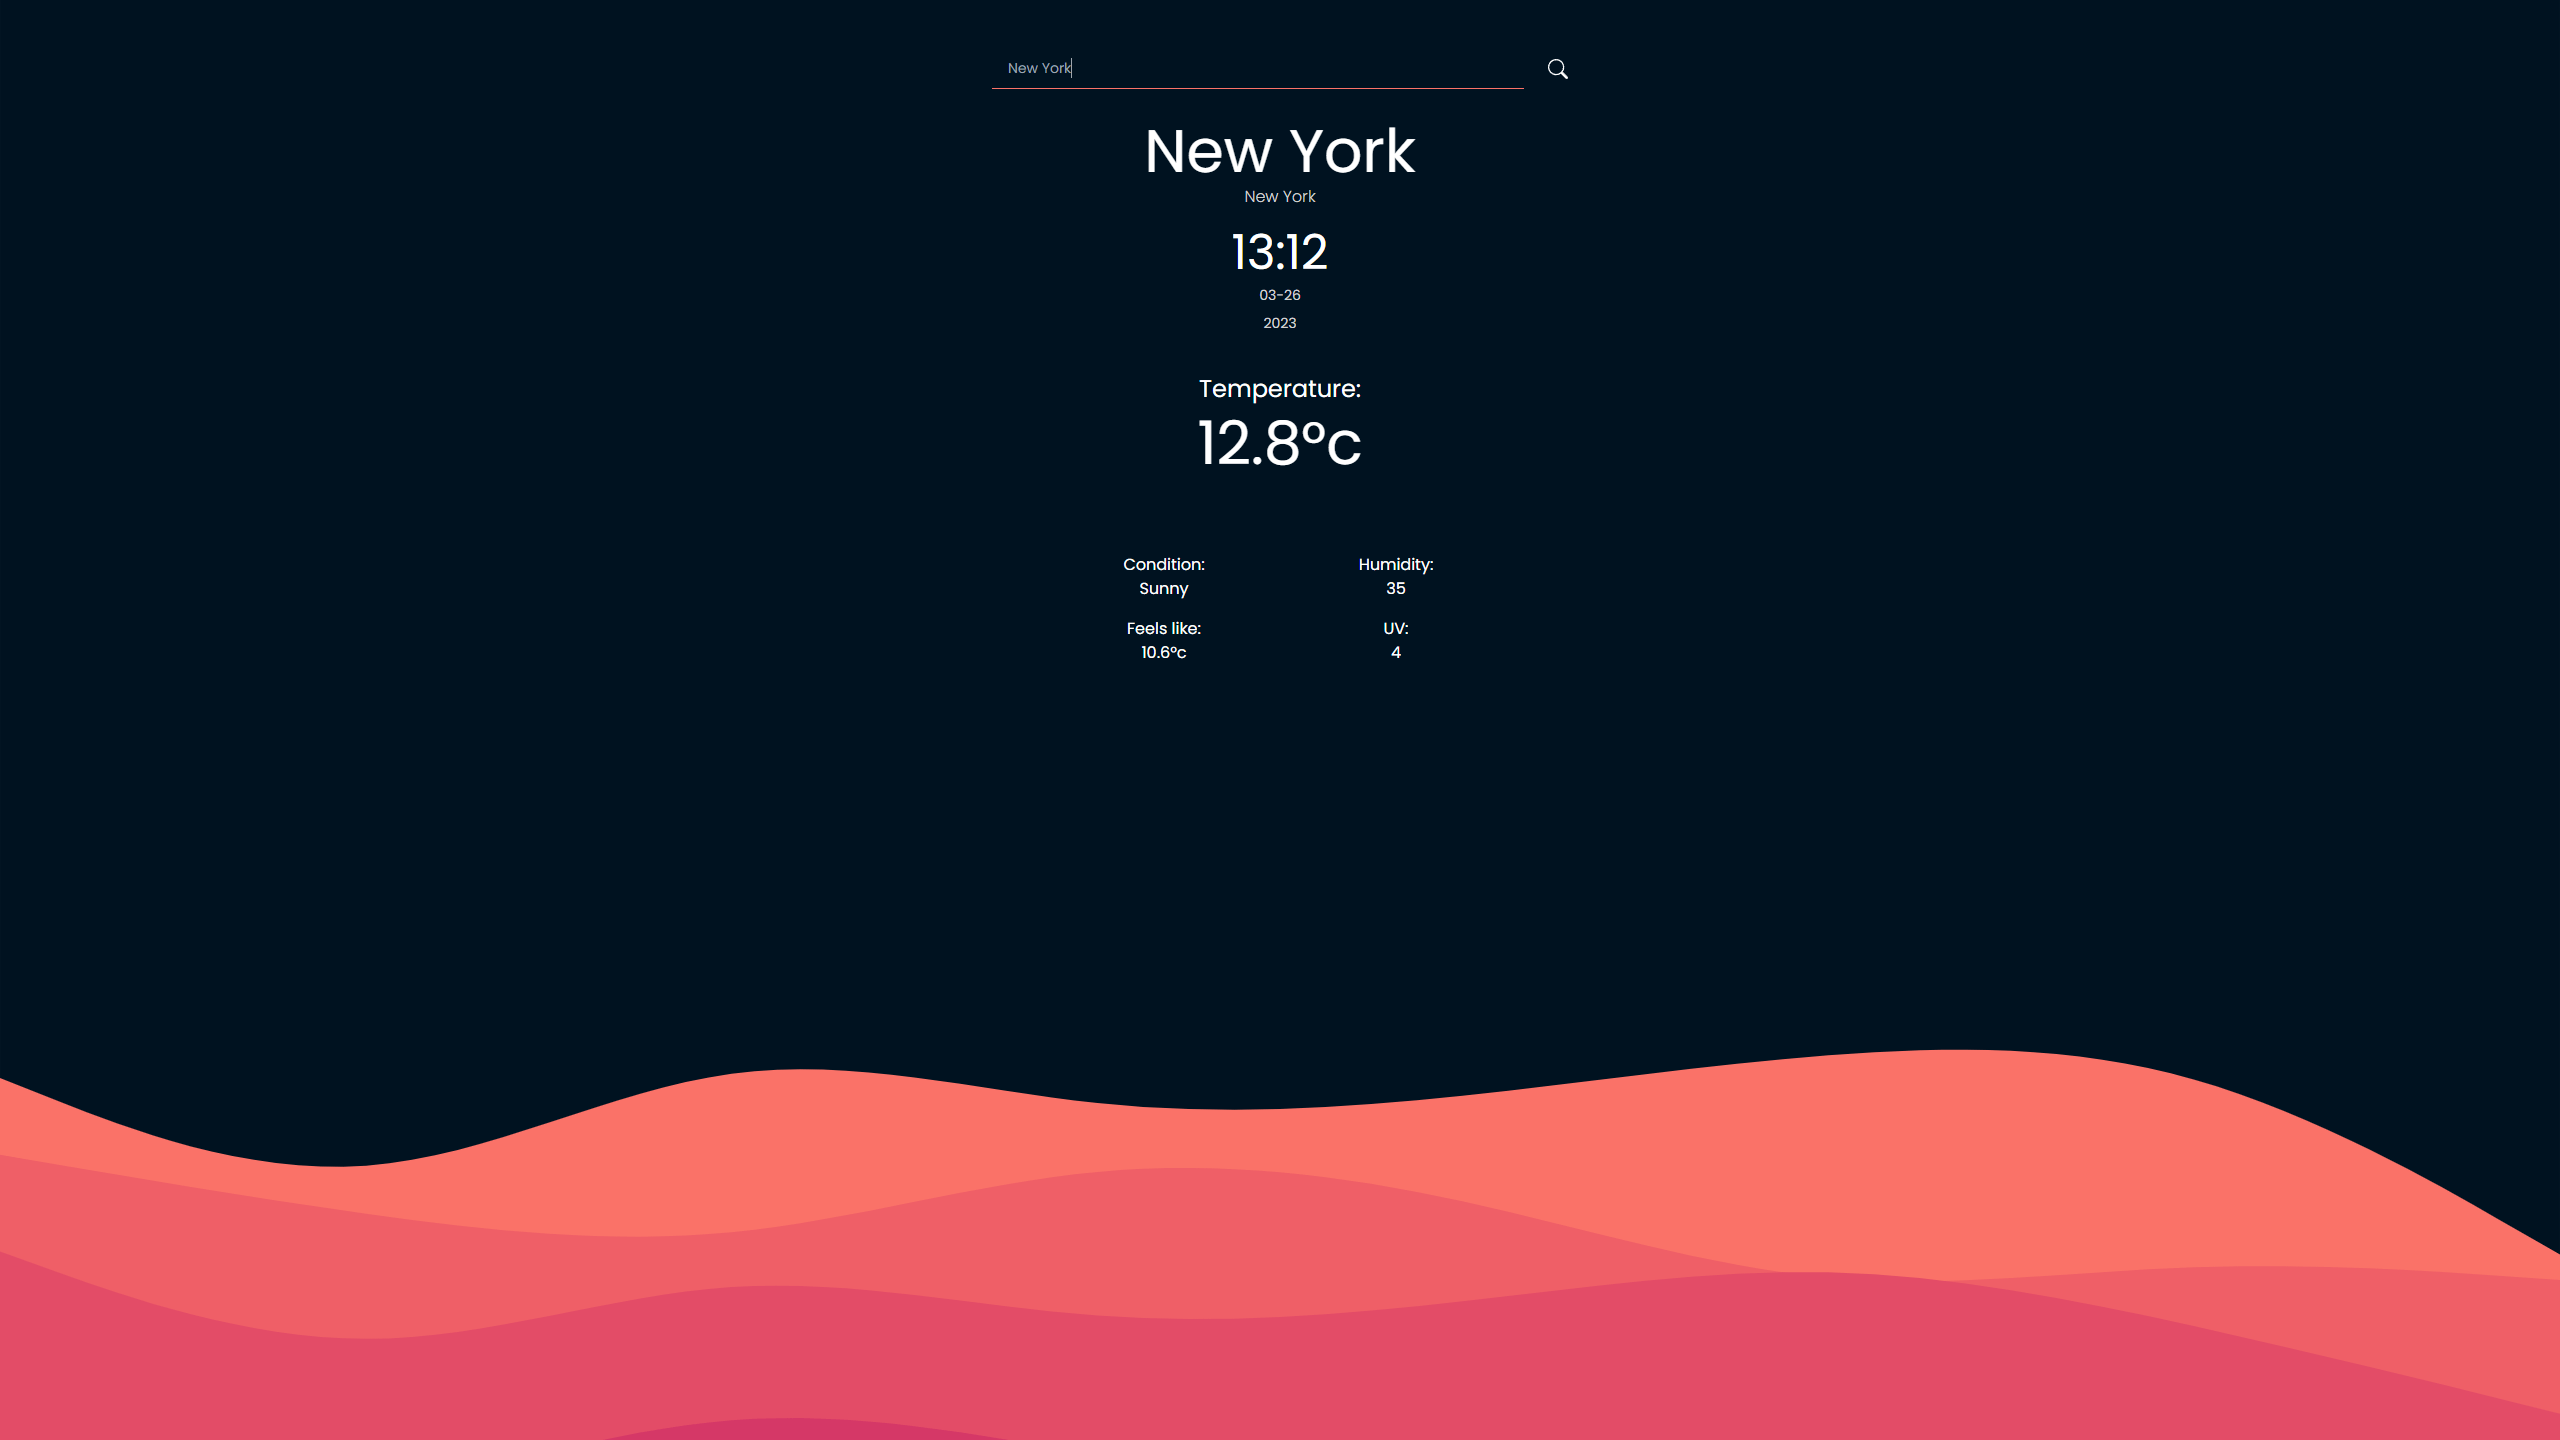 New York
New York
New York
13:12
03-26
2023
Temperature:
12.8°c
Condition:
Sunny
Humidity:
35
Feels like:
10.6°c
UV:
4